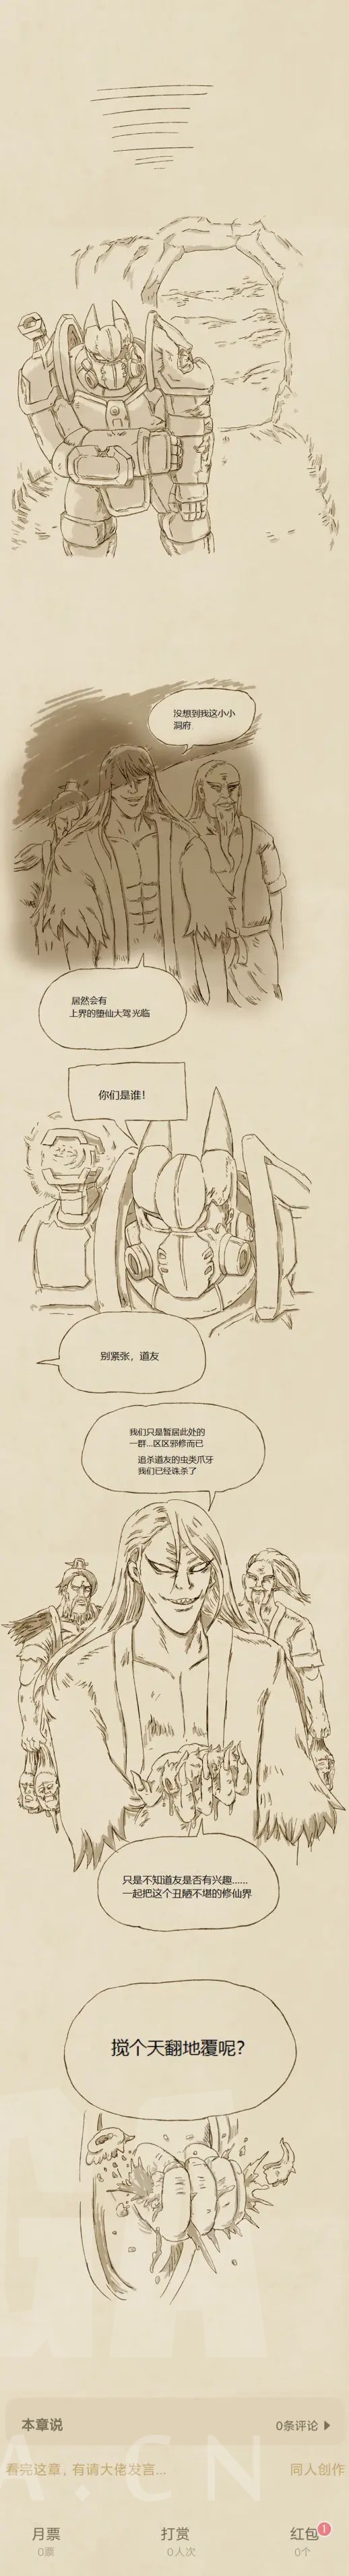 没想到我这小小
洞府
居然会有
上界的堕仙大驾光临
你们是谁！
别紧张，道友
我们只是暂居此处的
一群...区区邪修而已
追杀道友的虫类爪牙
我们已经诛杀了
只是不知道友是否有兴趣......
一起把这个丑陋不堪的修仙界
搅个天翻地覆呢？
本章说
0条评论
看完这章，有请大佬发言...
同人创作
月票
0票
打赏
0人次
红包
1
0个
GA
A.CN